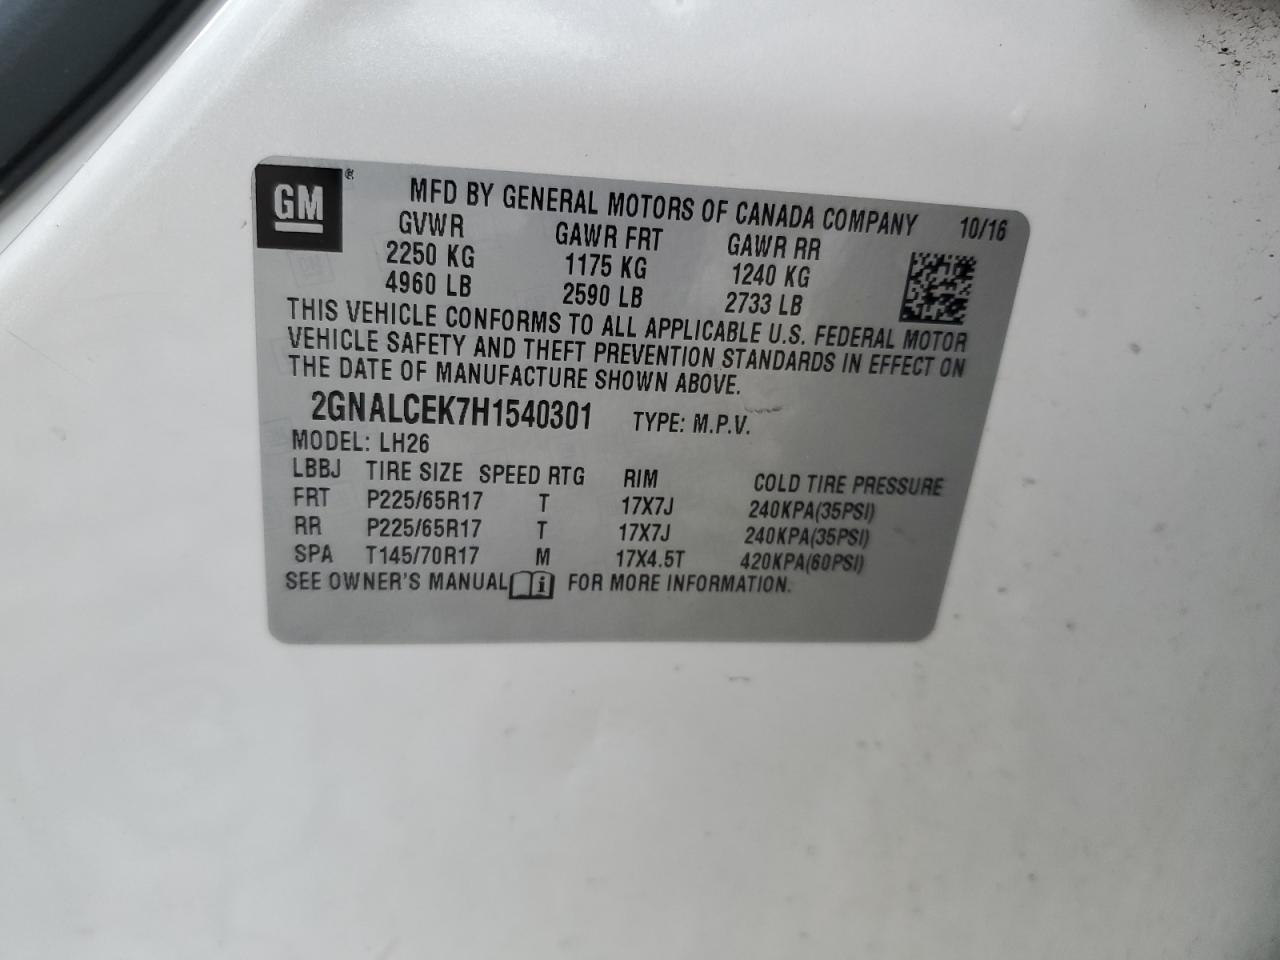 GM ®
MFD BY GENERAL MOTORS OF CANADA COMPANY 10/16
GVWR GAWR FRT GAWR RR
2250 KG 1175 KG 1240 KG
4960 LB 2590 LB 2733 LB
THIS VEHICLE CONFORMS TO ALL APPLICABLE U.S. FEDERAL MOTOR
VEHICLE SAFETY AND THEFT PREVENTION STANDARDS IN EFFECT ON
THE DATE OF MANUFACTURE SHOWN ABOVE.
2GNALCEK7H1540301 TYPE: M.P.V.
MODEL: LH26
LBBJ TIRE SIZE SPEED RTG RIM COLD TIRE PRESSURE
FRT P225/65R17 T 17X7J 240KPA(35PSI)
RR P225/65R17 T 17X7J 240KPA(35PSI)
SPA T145/70R17 M 17X4.5T 420KPA(60PSI)
SEE OWNER'S MANUAL i FOR MORE INFORMATION.